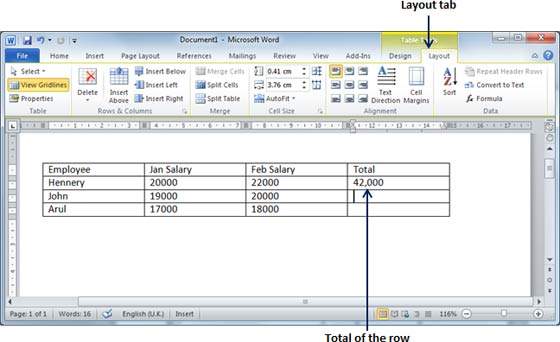 Layout tab
Document1 - Microsoft Word
File Home Insert Page Layout References Mailings Review View Add-Ins Design Layout
Select View Gridlines Properties
Table
Delete Insert Above Insert Below Insert Left Insert Right
Rows & Columns
Merge Cells Split Cells Split Table
Merge
0.41 cm 3.76 cm AutoFit
Cell Size
Text Direction Cell Margins
Alignment
Sort Repeat Header Rows Convert to Text Formula
Data
Employee Jan Salary Feb Salary Total
Hennery 20000 22000 42,000
John 19000 20000
Arul 17000 18000
Page: 1 of 1 Words: 16 English (U.K.) Insert 116%
Total of the row